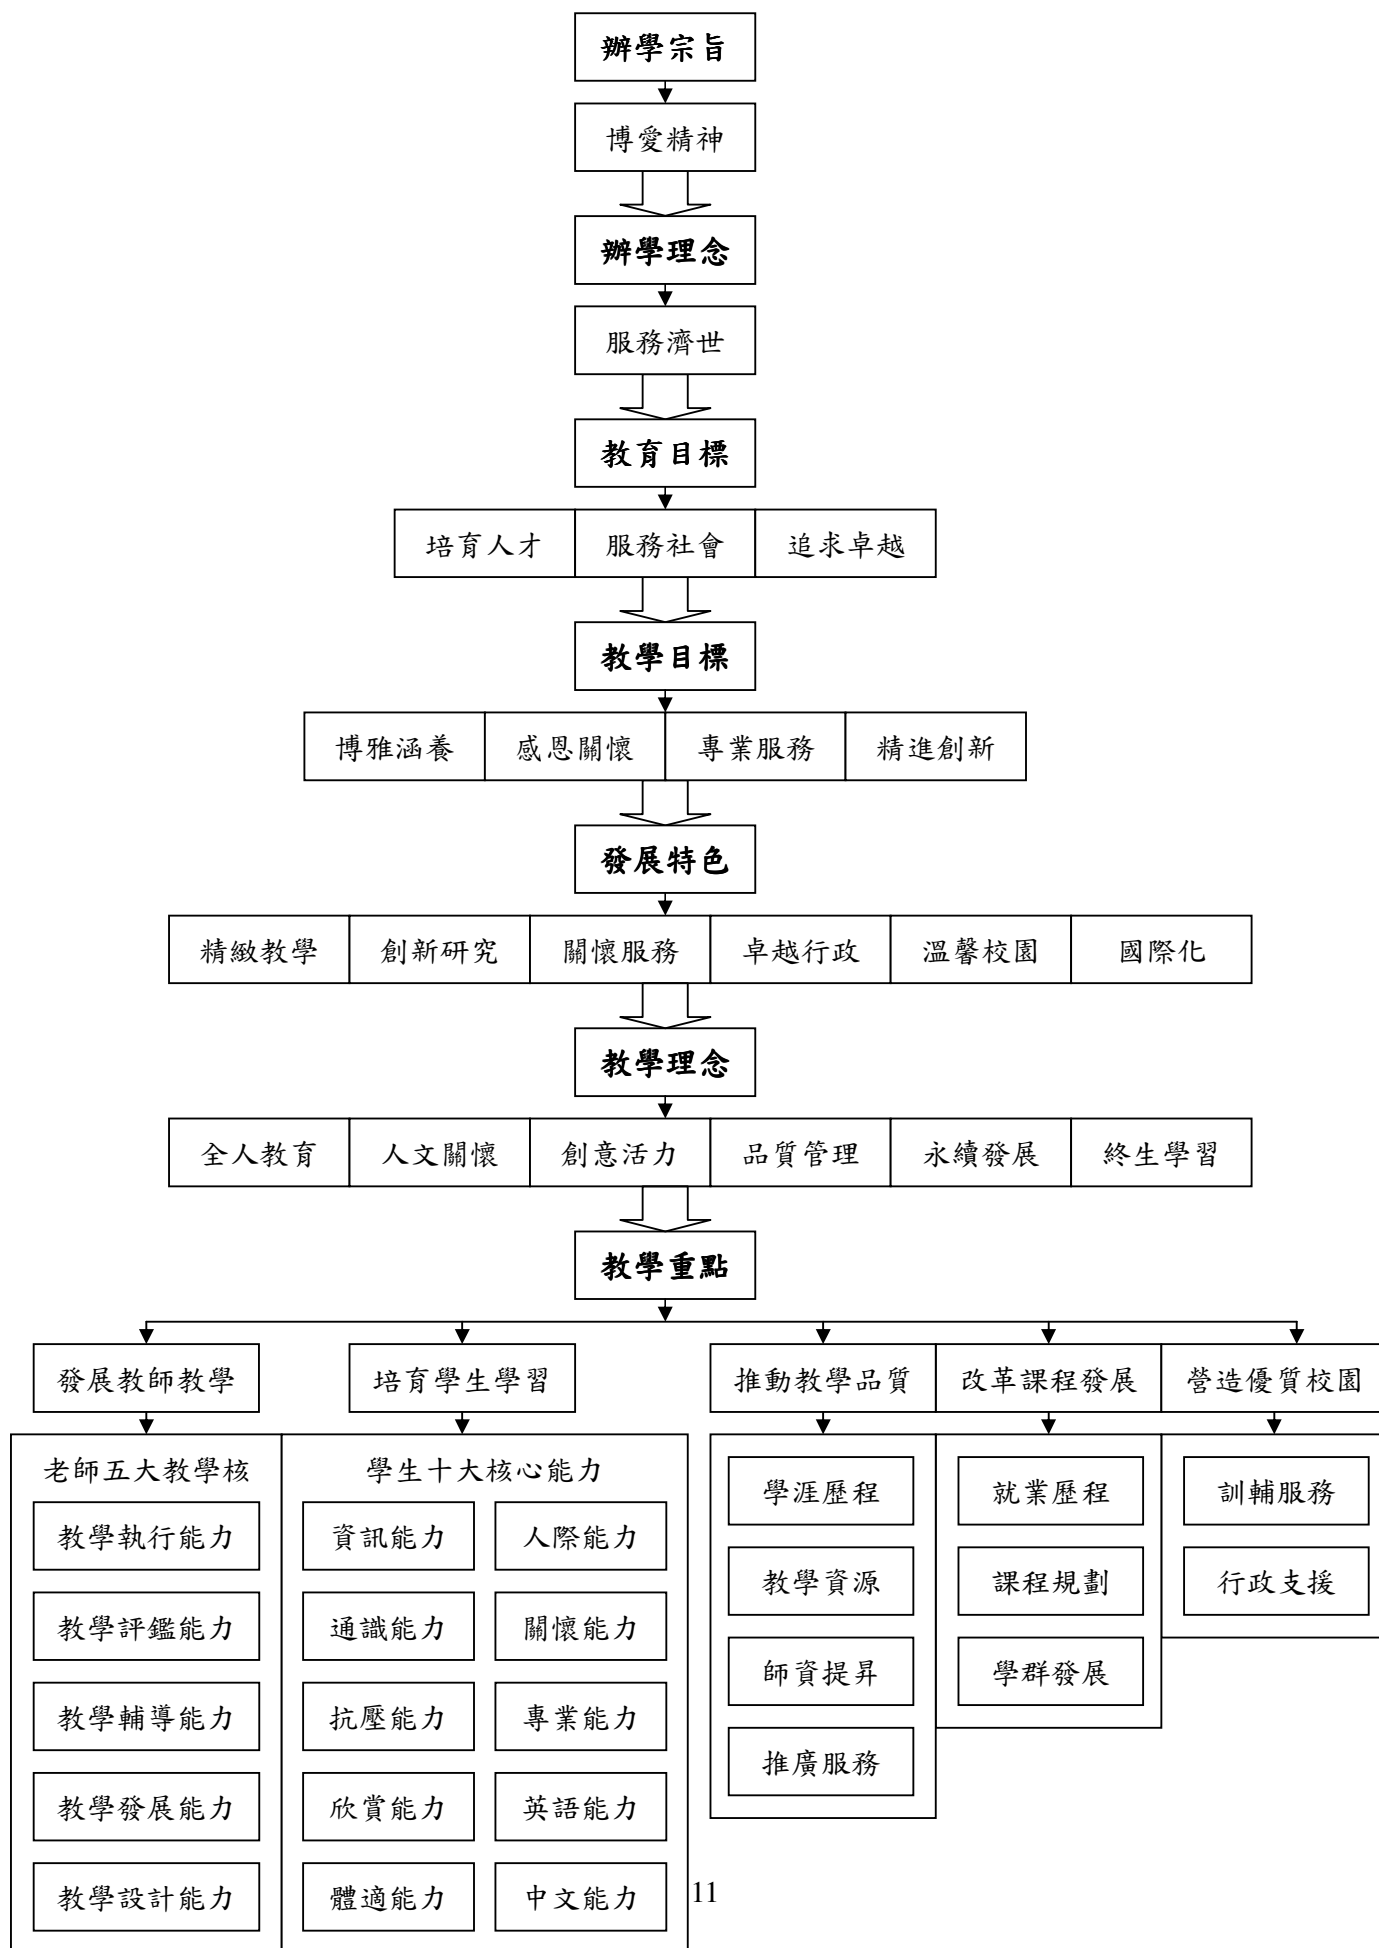 辦學宗旨
博愛精神
辦學理念
服務濟世
教育目標
培育人才 服務社會 追求卓越
教學目標
博雅涵養 感恩關懷 專業服務 精進創新
發展特色
精緻教學 創新研究 關懷服務 卓越行政 溫馨校園 國際化
教學理念
全人教育 人文關懷 創意活力 品質管理 永續發展 終生學習
教學重點
發展教師教學 培育學生學習 推動教學品質 改革課程發展 營造優質校園
老師五大教學核
教學執行能力
教學評鑑能力
教學輔導能力
教學發展能力
教學設計能力
學生十大核心能力
資訊能力 人際能力
通識能力 關懷能力
抗壓能力 專業能力
欣賞能力 英語能力
體適能力 中文能力
學涯歷程
教學資源
師資提昇
推廣服務
就業歷程
課程規劃
學群發展
訓輔服務
行政支援
11